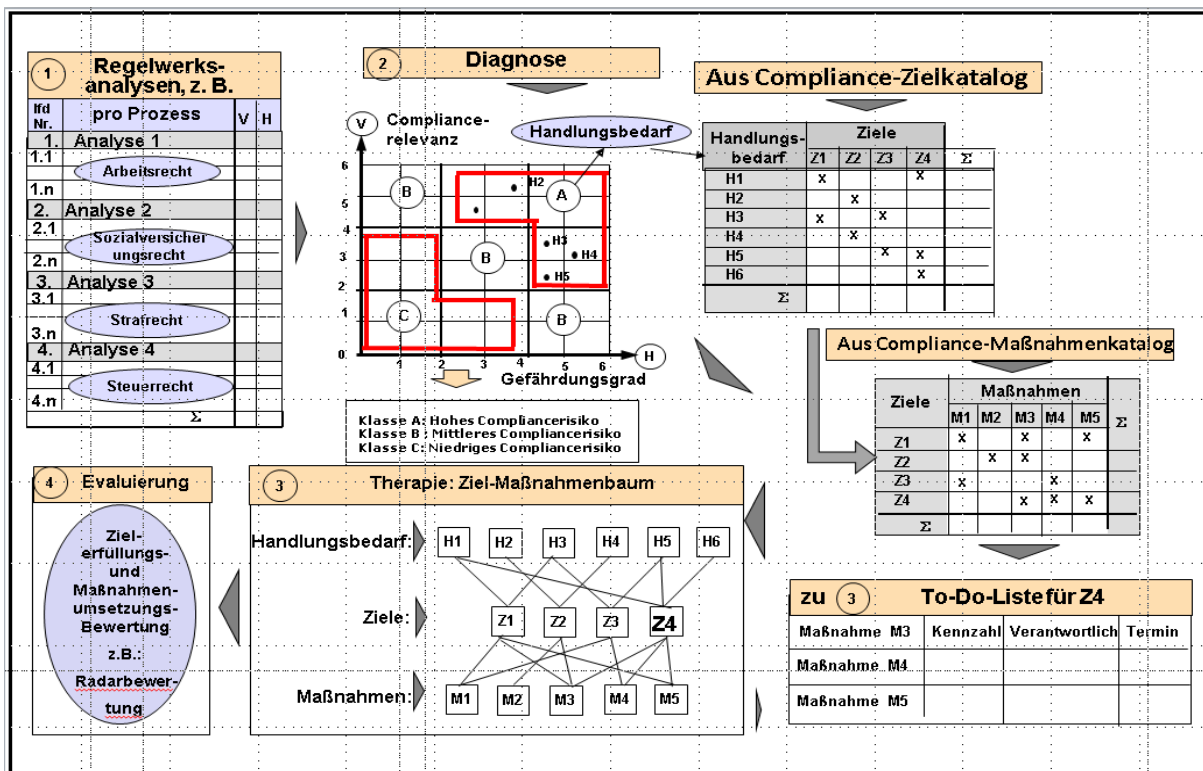 1
Regelwerks-
analysen, z. B.
lfd
Nr.
pro Prozess
V
H
1. Analyse 1
1.1
Arbeitsrecht
1.n
2. Analyse 2
2.1
Sozialversicher
ungsrecht
2.n
3. Analyse 3
3.1
Strafrecht
3.n
4. Analyse 4
4.1
Steuerrecht
4.n
Σ
2
Diagnose
V
Compliance-
relevanz
Handlungsbedarf
6
5
4
3
2
1
0
B
A
B
C
B
H2
H3
H4
H5
1 2 3 4 5 6
H
Gefährdungsgrad
Klasse A: Hohes Compliancerisiko
Klasse B : Mittleres Compliancerisiko
Klasse C: Niedriges Compliancerisiko
Aus Compliance-Zielkatalog
Handlungs-
bedarf
Ziele
Z1 Z2 Z3 Z4 Σ
H1 x x
H2 x
H3 x x
H4 x
H5 x x
H6 x
Σ
Aus Compliance-Maßnahmenkatalog
Ziele
Maßnahmen
M1 M2 M3 M4 M5 Σ
Z1 x x x
Z2 x x
Z3 x x
Z4 x x x
Σ
4
Evaluierung
Ziel-
erfüllungs-
und
Maßnahmen-
umsetzungs-
Bewertung
z.B.:
Radarbewer-
tung
3
Therapie: Ziel-Maßnahmenbaum
Handlungsbedarf:
H1 H2 H3 H4 H5 H6
Ziele:
Z1 Z2 Z3 Z4
Maßnahmen:
M1 M2 M3 M4 M5
zu 3 To-Do-Liste für Z4
Maßnahme M3 Kennzahl Verantwortlich Termin
Maßnahme M4
Maßnahme M5